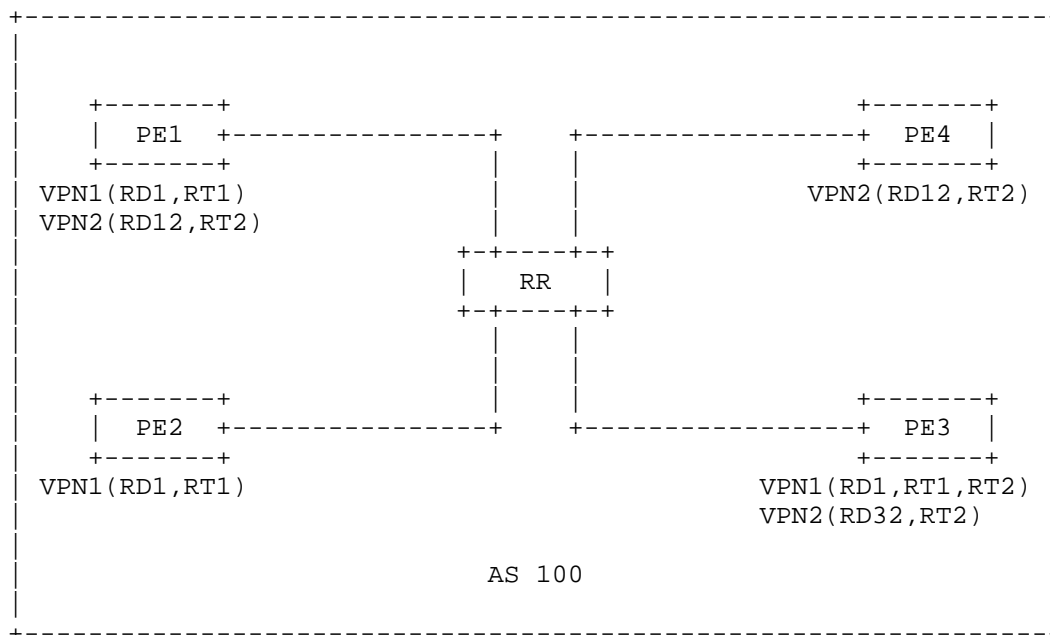 PE1 PE4
VPN1(RD1,RT1) VPN2(RD12,RT2)
VPN2(RD12,RT2)
RR
PE2 PE3
VPN1(RD1,RT1) VPN1(RD1,RT1,RT2)
VPN2(RD32,RT2)
AS 100